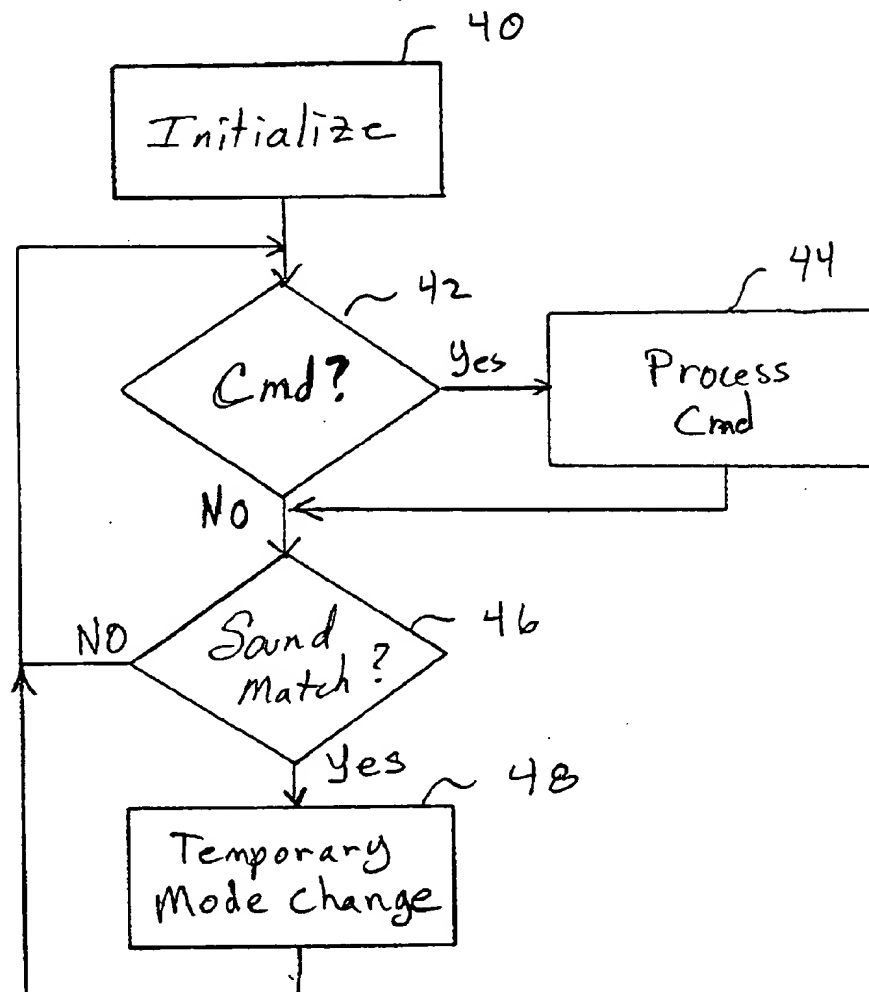 40
Initialize
42
Cmd?
Yes
44
Process
Cmd
NO
46
Sound
Match?
NO
Yes
48
Temporary
Mode Change